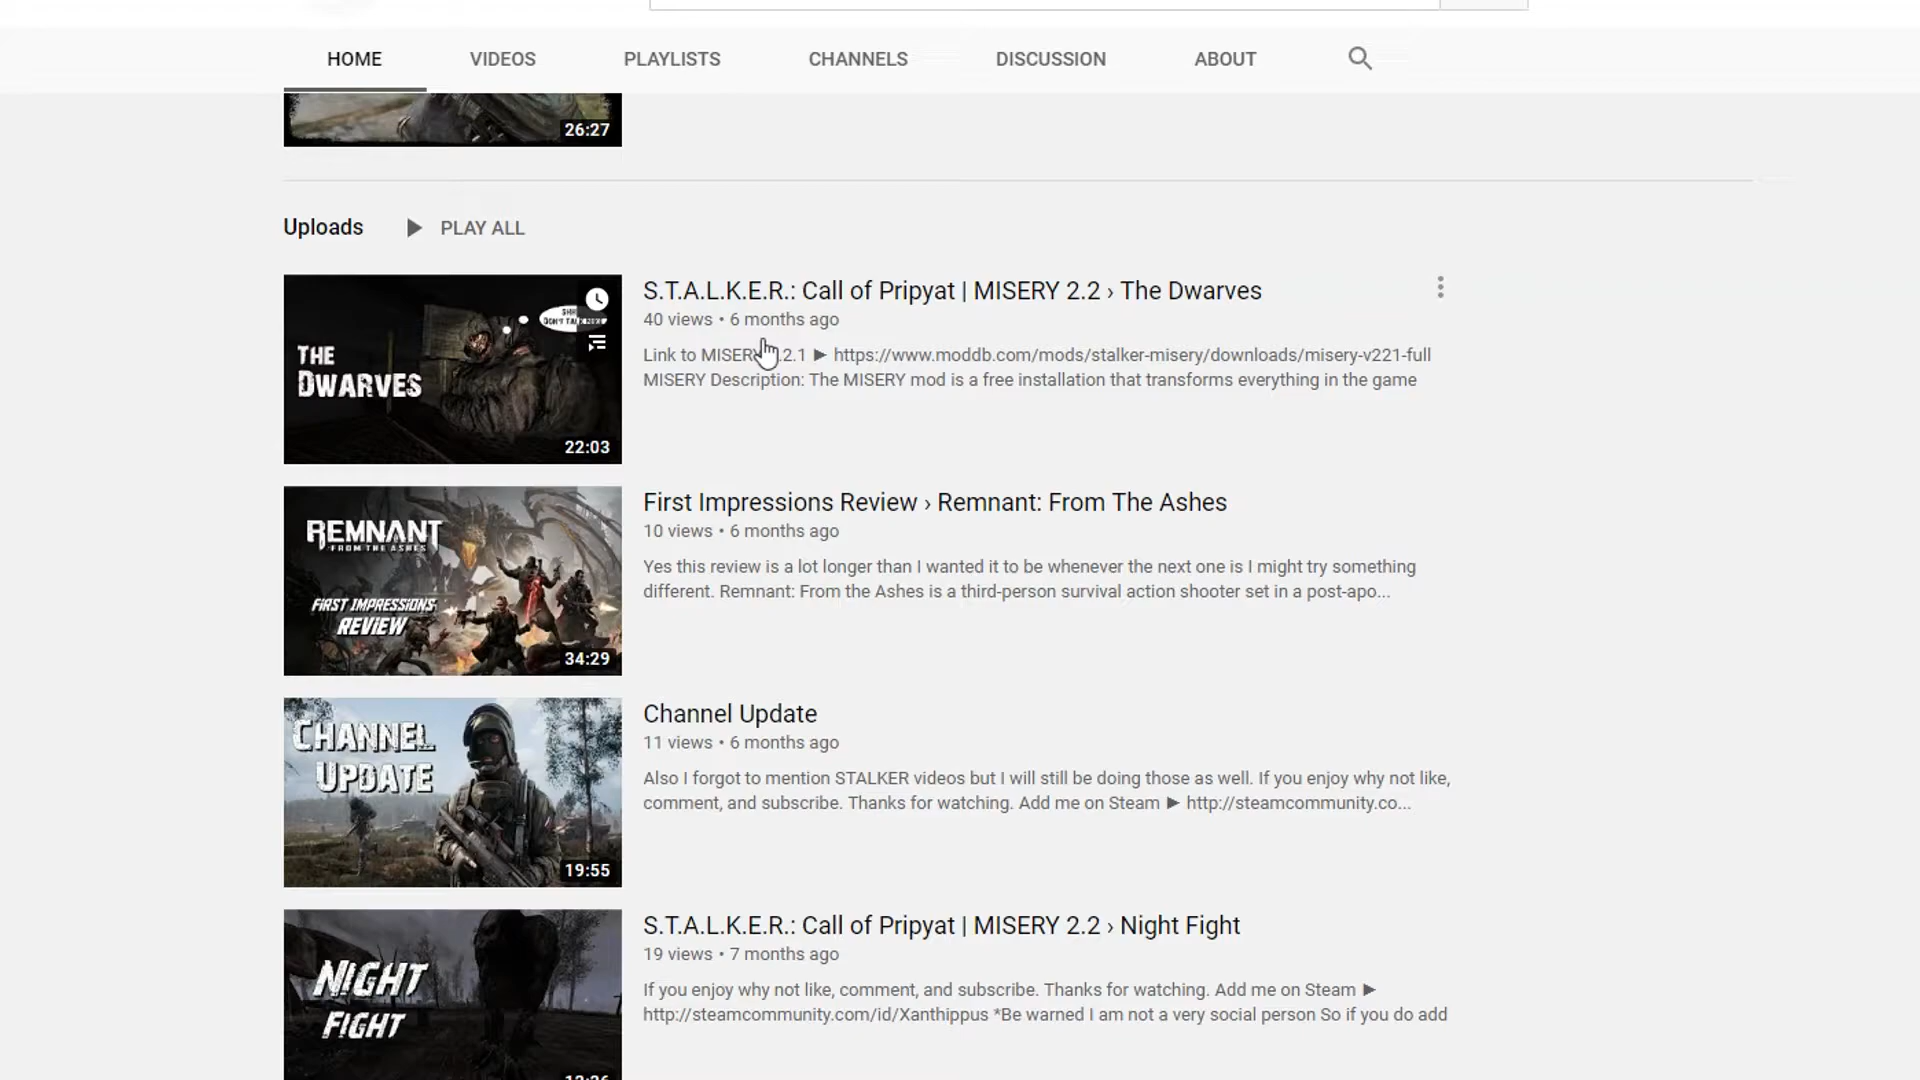 HOME VIDEOS PLAYLISTS CHANNELS DISCUSSION ABOUT
26:27
Uploads PLAY ALL
THE
DWARVES
22:03
S.T.A.L.K.E.R.: Call of Pripyat | MISERY 2.2 › The Dwarves
40 views • 6 months ago
Link to MISERY 2.2.1 ► https://www.moddb.com/mods/stalker-misery/downloads/misery-v221-full
MISERY Description: The MISERY mod is a free installation that transforms everything in the game
REMNANT
FROM THE ASHES
FIRST IMPRESSIONS
REVIEW
34:29
First Impressions Review › Remnant: From The Ashes
10 views • 6 months ago
Yes this review is a lot longer than I wanted it to be whenever the next one is I might try something
different. Remnant: From the Ashes is a third-person survival action shooter set in a post-apo...
CHANNEL
UPDATE
19:55
Channel Update
11 views • 6 months ago
Also I forgot to mention STALKER videos but I will still be doing those as well. If you enjoy why not like,
comment, and subscribe. Thanks for watching. Add me on Steam ► http://steamcommunity.co...
NIGHT
FIGHT
S.T.A.L.K.E.R.: Call of Pripyat | MISERY 2.2 › Night Fight
19 views • 7 months ago
If you enjoy why not like, comment, and subscribe. Thanks for watching. Add me on Steam ►
http://steamcommunity.com/id/Xanthippus *Be warned I am not a very social person So if you do add